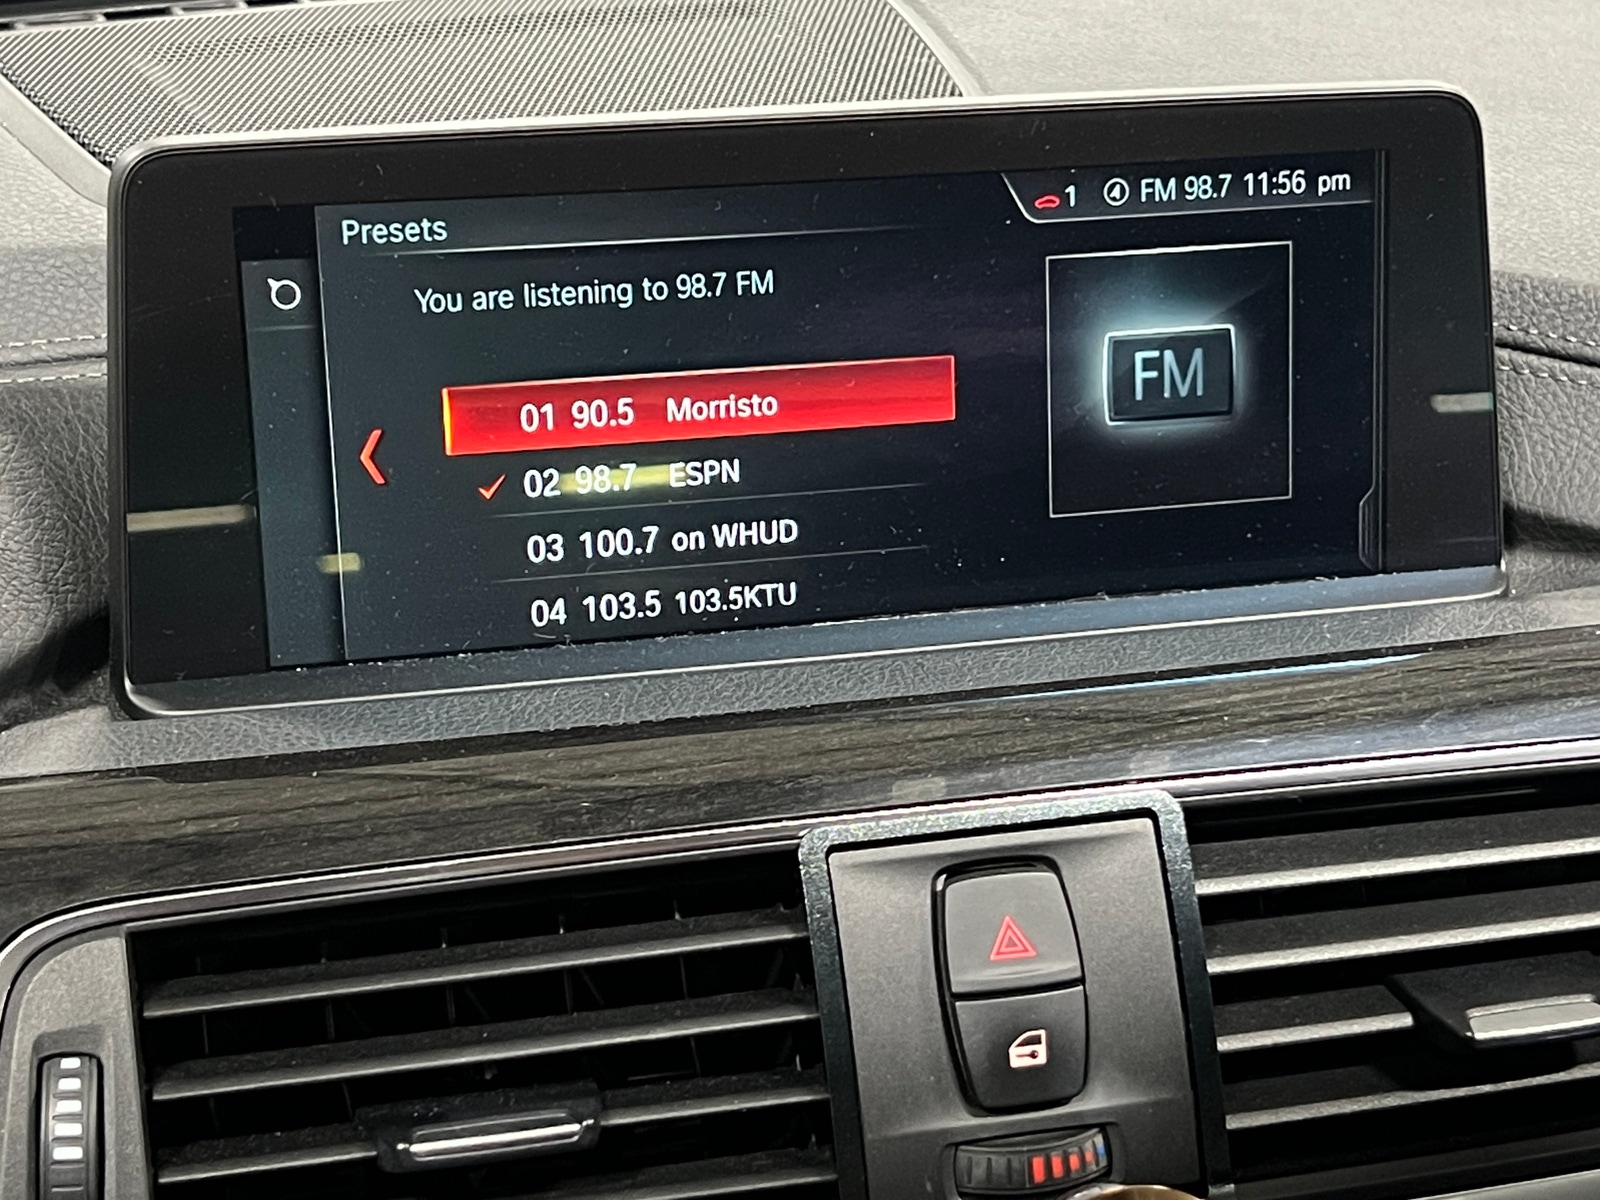 1 FM 98.7 11:56 pm
Presets
You are listening to 98.7 FM
FM
01 90.5 Morristo
02 98.7 ESPN
03 100.7 on WHUD
04 103.5 103.5KTU